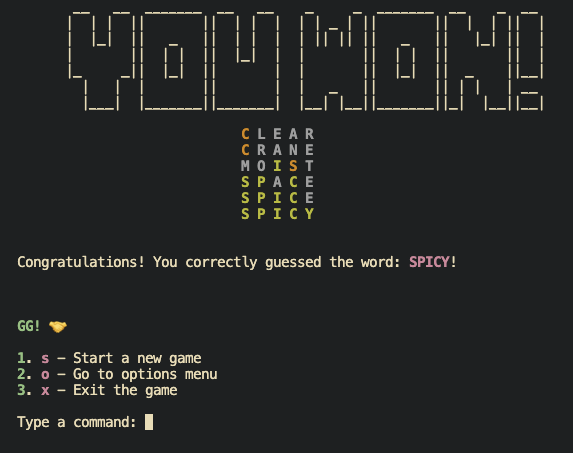 YOU WON!
C L E A R
C R A N E
M O I S T
S P A C E
S P I C E
S P I C Y
Congratulations! You correctly guessed the word: SPICY!
GG! 🤝
1. s – Start a new game
2. o – Go to options menu
3. x – Exit the game
Type a command: